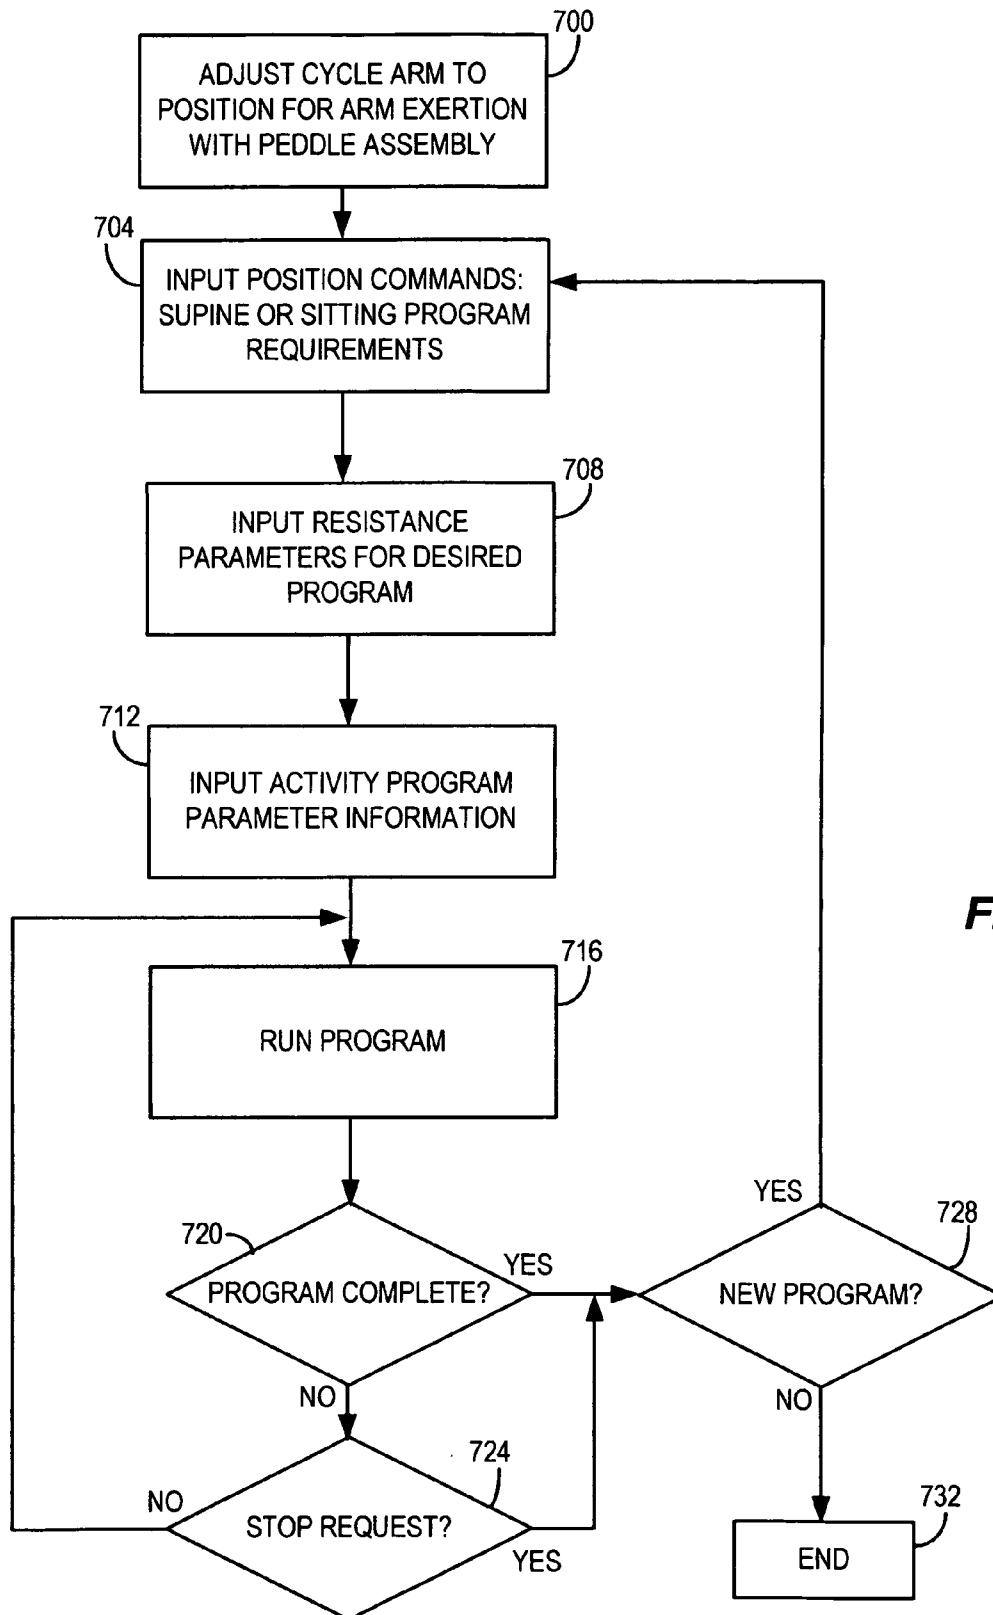 700
ADJUST CYCLE ARM TO
POSITION FOR ARM EXERTION
WITH PEDDLE ASSEMBLY
704
INPUT POSITION COMMANDS:
SUPINE OR SITTING PROGRAM
REQUIREMENTS
708
INPUT RESISTANCE
PARAMETERS FOR DESIRED
PROGRAM
712
INPUT ACTIVITY PROGRAM
PARAMETER INFORMATION
716
RUN PROGRAM
720
PROGRAM COMPLETE?
YES
NO
724
STOP REQUEST?
NO
YES
728
NEW PROGRAM?
YES
NO
732
END